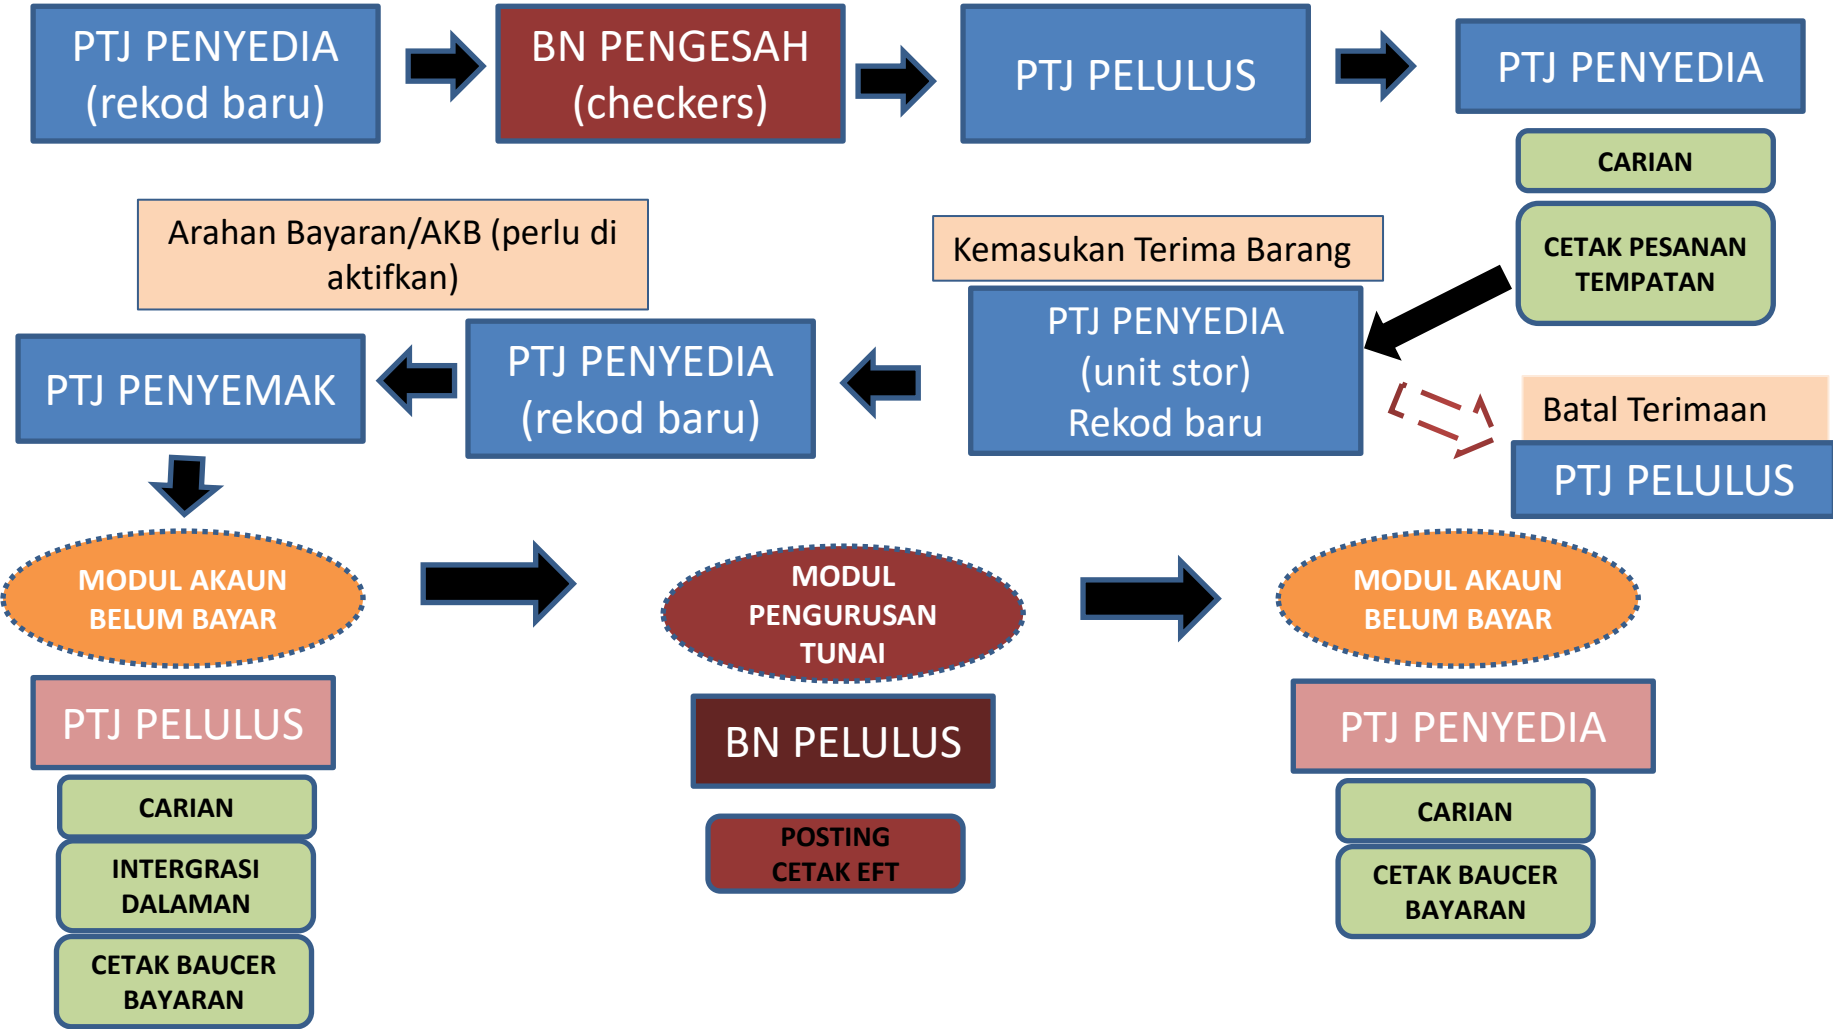 PTJ PENYEDIA
(rekod baru)
BN PENGESAH
(checkers)
PTJ PELULUS
PTJ PENYEDIA
CARIAN
CETAK PESANAN
TEMPATAN
Arahan Bayaran/AKB (perlu di
aktifkan)
Kemasukan Terima Barang
PTJ PENYEDIA
(unit stor)
Rekod baru
PTJ PENYEDIA
(rekod baru)
PTJ PENYEMAK
Batal Terimaan
PTJ PELULUS
MODUL AKAUN
BELUM BAYAR
MODUL
PENGURUSAN
TUNAI
MODUL AKAUN
BELUM BAYAR
PTJ PELULUS
CARIAN
INTERGRASI
DALAMAN
CETAK BAUCER
BAYARAN
BN PELULUS
POSTING
CETAK EFT
PTJ PENYEDIA
CARIAN
CETAK BAUCER
BAYARAN